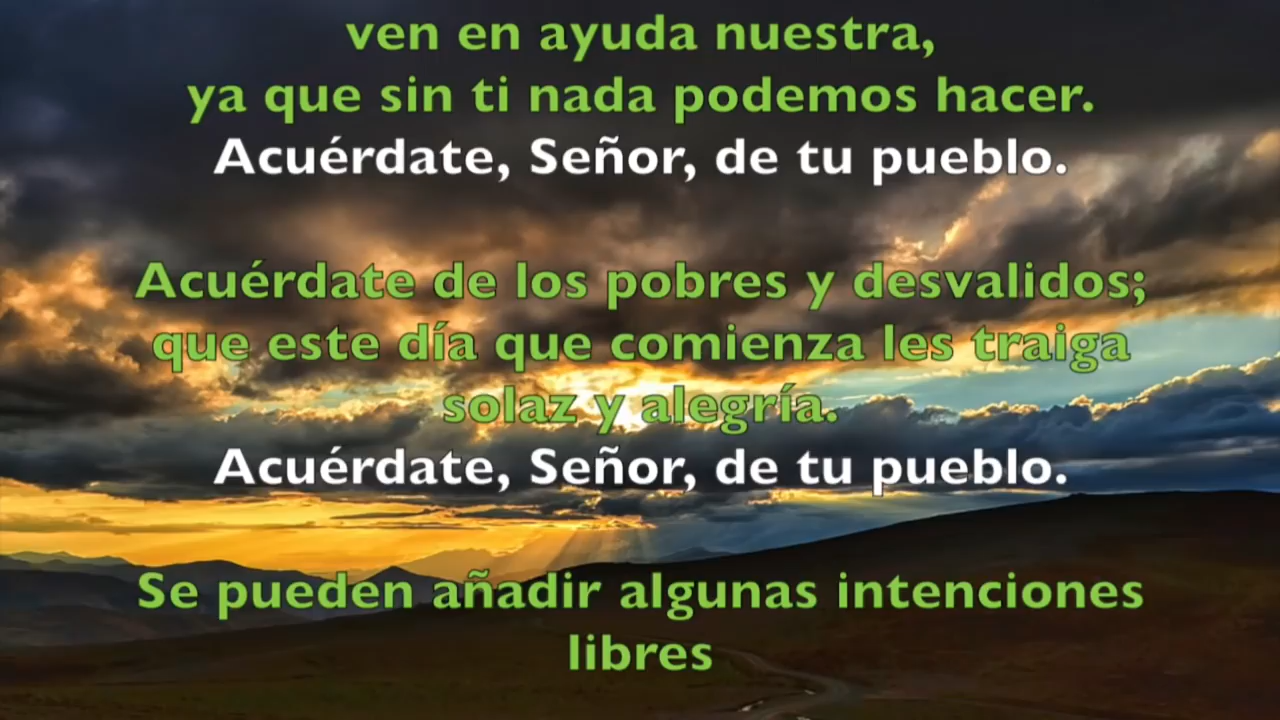 ven en ayuda nuestra,
ya que sin ti nada podemos hacer.
Acuérdate, Señor, de tu pueblo.
Acuérdate de los pobres y desvalidos;
que este día que comienza les traiga
solaz y alegría.
Acuérdate, Señor, de tu pueblo.
Se pueden añadir algunas intenciones
libres